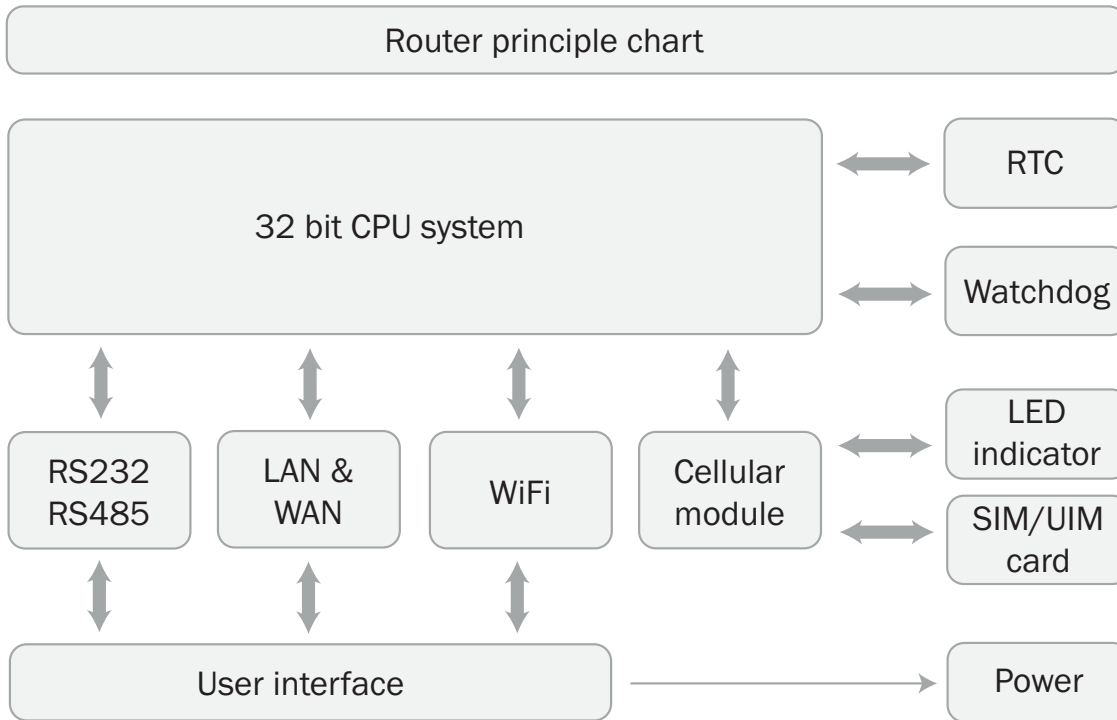 Router principle chart
32 bit CPU system
RTC
Watchdog
RS232
RS485
LAN &
WAN
WiFi
Cellular
module
LED
indicator
SIM/UIM
card
User interface
Power